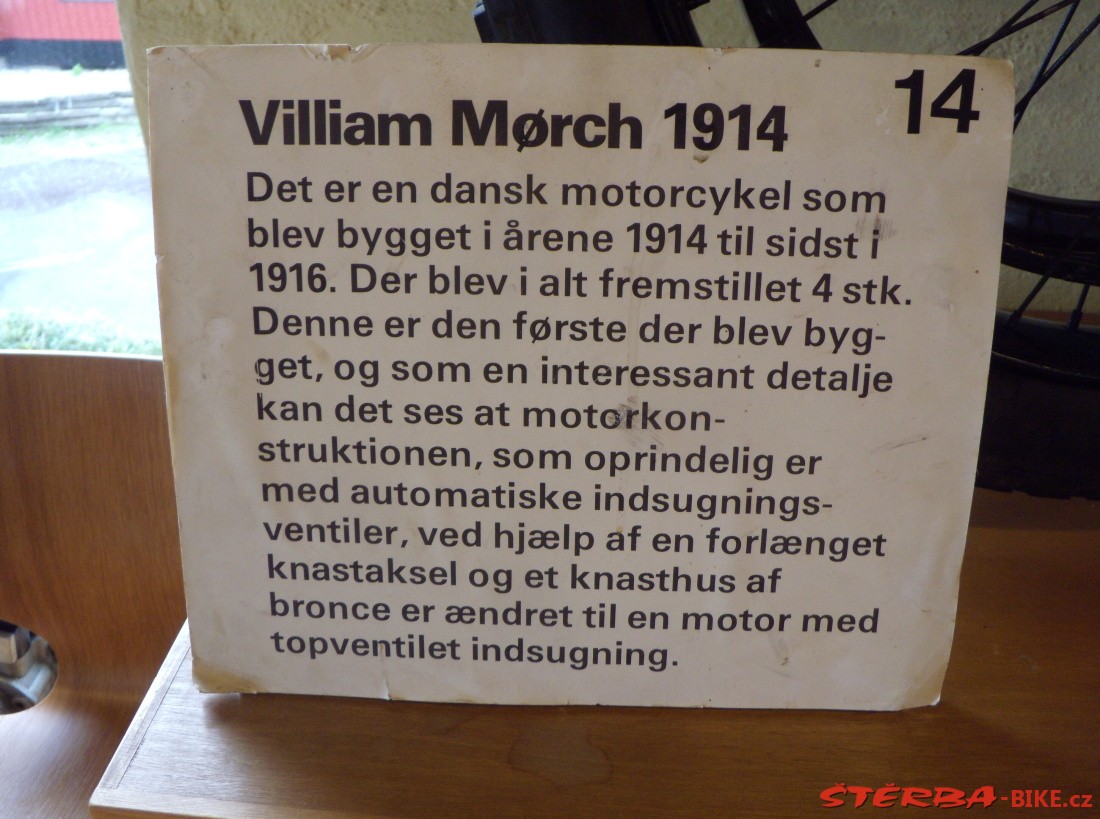 14
Villiam Mørch 1914
Det er en dansk motorcykel som
blev bygget i årene 1914 til sidst i
1916. Der blev i alt fremstillet 4 stk.
Denne er den første der blev byg-
get, og som en interessant detalje
kan det ses at motorkon-
struktionen, som oprindelig er
med automatiske indsugnings-
ventiler, ved hjælp af en forlænget
knastaksel og et knasthus af
bronce er ændret til en motor med
topventilet indsugning.
ŠTĚRBA-BIKE.cz